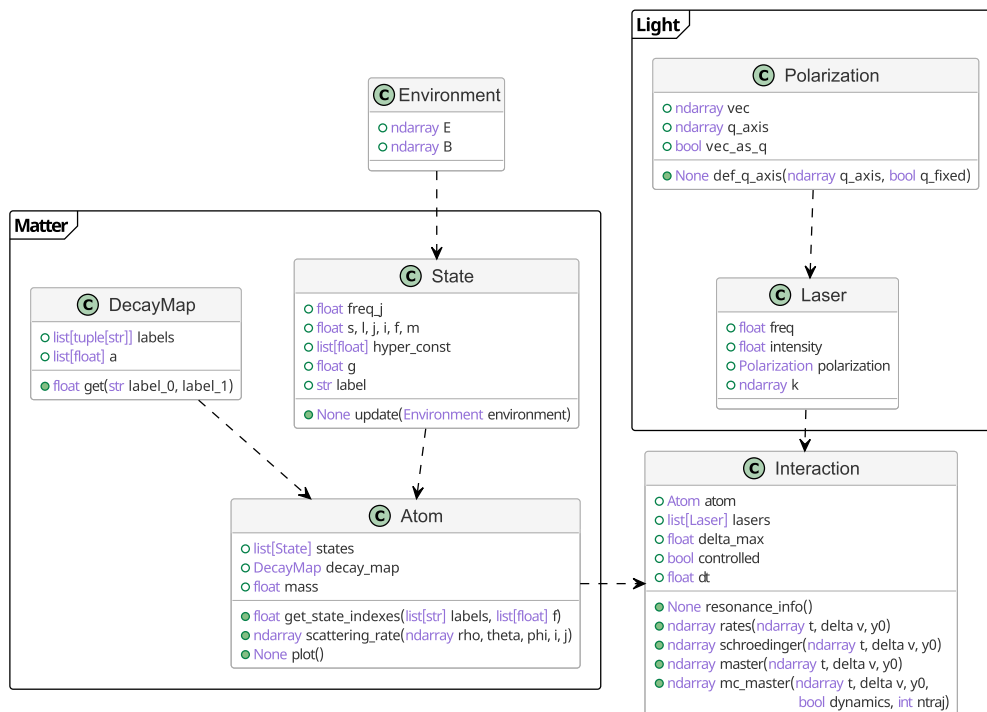 Light
C Polarization
ndarray vec
ndarray q_axis
bool vec_as_q
None def_q_axis(ndarray q_axis, bool q_fixed)
C Environment
ndarray E
ndarray B
Matter
C State
float freq_j
float s, l, j, i, f, m
list[float] hyper_const
float g
str label
None update(Environment environment)
C DecayMap
list[tuple[str]] labels
list[float] a
float get(str label_0, label_1)
C Laser
float freq
float intensity
Polarization polarization
ndarray k
C Atom
list[State] states
DecayMap decay_map
float mass
float get_state_indexes(list[str] labels, list[float] f)
ndarray scattering_rate(ndarray rho, theta, phi, i, j)
None plot()
C Interaction
Atom atom
list[Laser] lasers
float delta_max
bool controlled
float dt
None resonance_info()
ndarray rates(ndarray t, delta v, y0)
ndarray schroedinger(ndarray t, delta v, y0)
ndarray master(ndarray t, delta v, y0)
ndarray mc_master(ndarray t, delta v, y0,
bool dynamics, int ntraj)